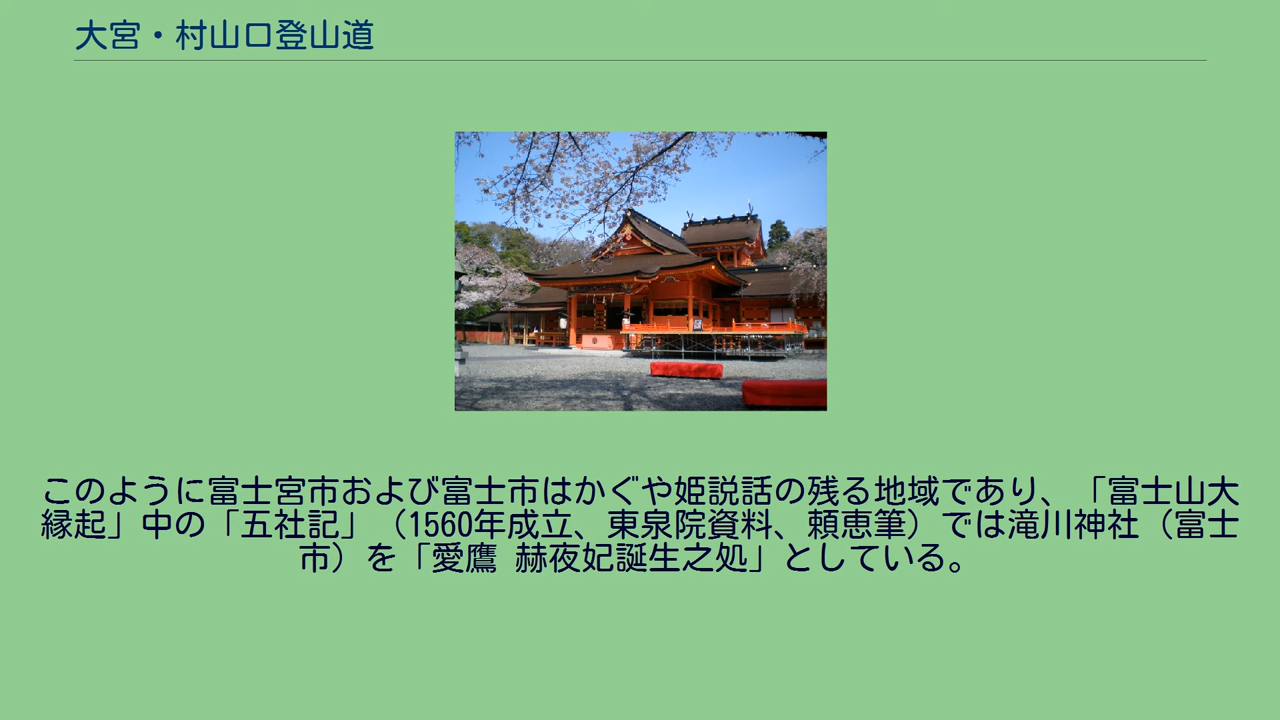 大宮・村山口登山道
このように富士宮市および富士市はかぐや姫説話の残る地域であり、「富士山大
縁起」中の「五社記」（1560年成立、東泉院資料、頼恵筆）では滝川神社（富士
市）を「愛鷹 赫夜妃誕生之処」としている。